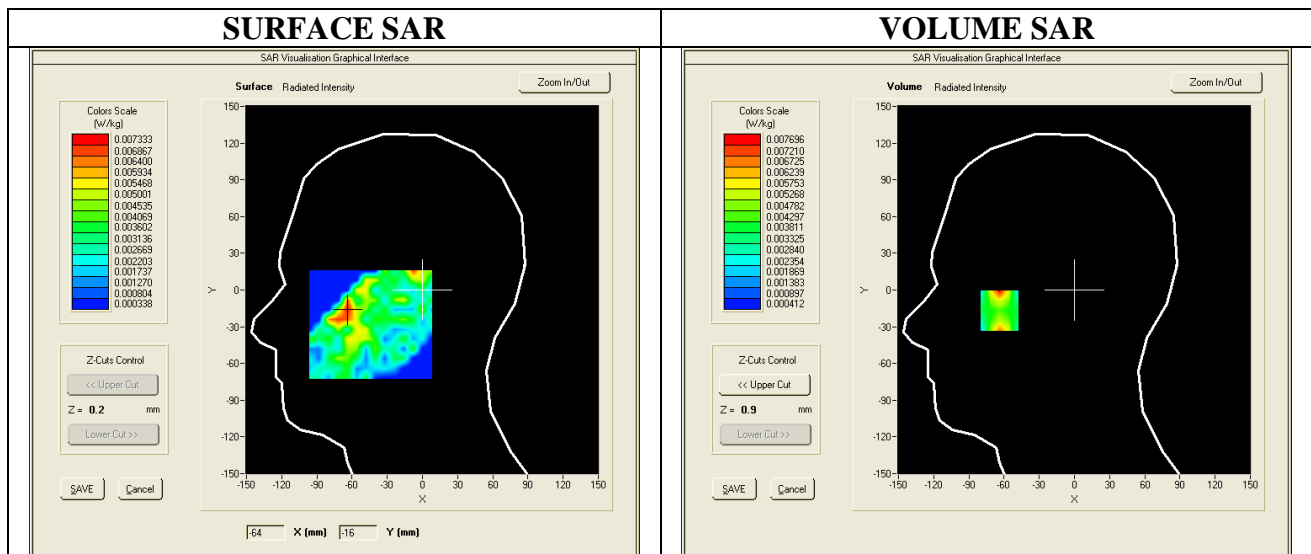 SURFACE SAR
VOLUME SAR
SAR Visualisation Graphical Interface
Surface Radiated Intensity
Zoom In/Out
Colors Scale
(W/kg)
0.007333
0.006867
0.006400
0.005934
0.005468
0.005001
0.004535
0.004069
0.003602
0.003136
0.002669
0.002203
0.001737
0.001270
0.000804
0.000338
Z-Cuts Control
<< Upper Cut
Z = 0.2 mm
Lower Cut >>
SAVE Cancel
150
120
90
60
30
0
-30
-60
-90
-120
-150
Y
-150 -120 -90 -60 -30 0 30 60 90 120 150
X
-64 X (mm) -16 Y (mm)
SAR Visualisation Graphical Interface
Volume Radiated Intensity
Zoom In/Out
Colors Scale
(W/kg)
0.007696
0.007210
0.006725
0.006239
0.005753
0.005268
0.004782
0.004297
0.003811
0.003325
0.002840
0.002354
0.001869
0.001383
0.000897
0.000412
Z-Cuts Control
<< Upper Cut
Z = 0.9 mm
Lower Cut >>
SAVE Cancel
150
120
90
60
30
0
-30
-60
-90
-120
-150
Y
-150 -120 -90 -60 -30 0 30 60 90 120 150
X